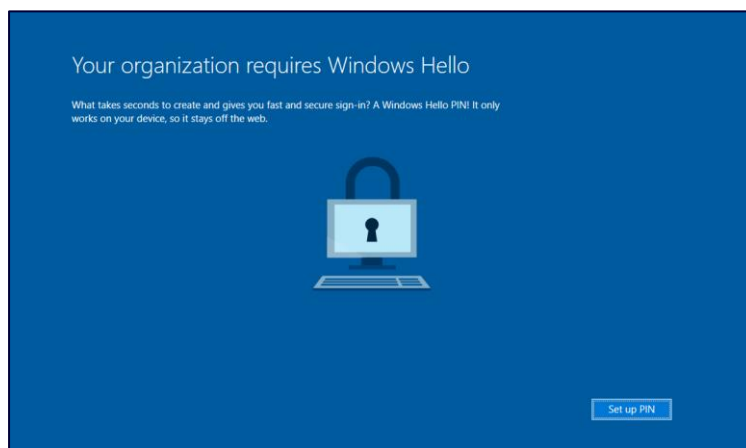 Your organization requires Windows Hello
What takes seconds to create and gives you fast and secure sign-in? A Windows Hello PIN! It only
works on your device, so it stays off the web.
Set up PIN